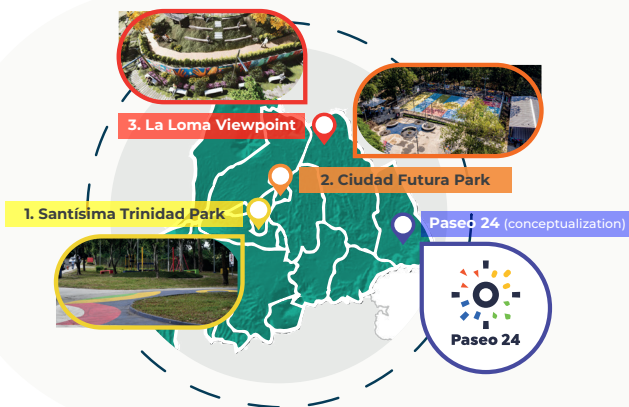 3. La Loma Viewpoint
2. Ciudad Futura Park
1. Santísima Trinidad Park
Paseo 24 (conceptualization)
Paseo 24